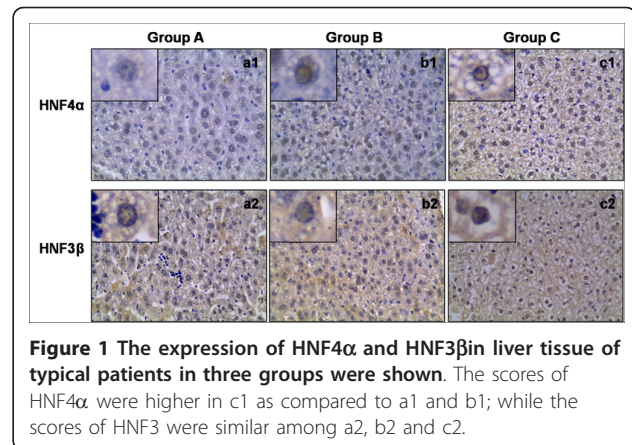 Group A Group B Group C
HNF4α a1 b1 c1
HNF3β a2 b2 c2
Figure 1 The expression of HNF4α and HNF3βin liver tissue of
typical patients in three groups were shown. The scores of
HNF4α were higher in c1 as compared to a1 and b1; while the
scores of HNF3 were similar among a2, b2 and c2.